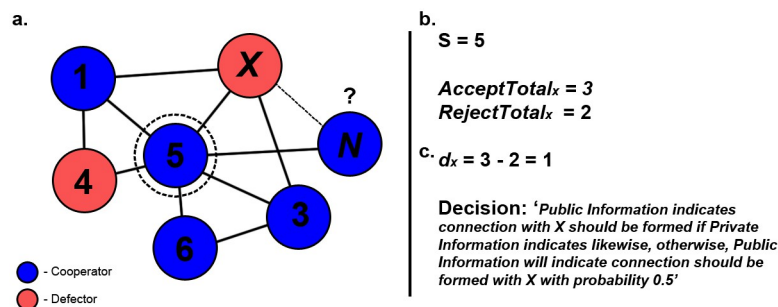 a.
1
X
?
5
N
4
3
6
- Cooperator
- Defector
b.
S = 5
AcceptTotalx = 3
RejectTotalx = 2
c. dx = 3 - 2 = 1
Decision: ‘Public Information indicates
connection with X should be formed if Private
Information indicates likewise, otherwise, Public
Information will indicate connection should be
formed with X with probability 0.5’